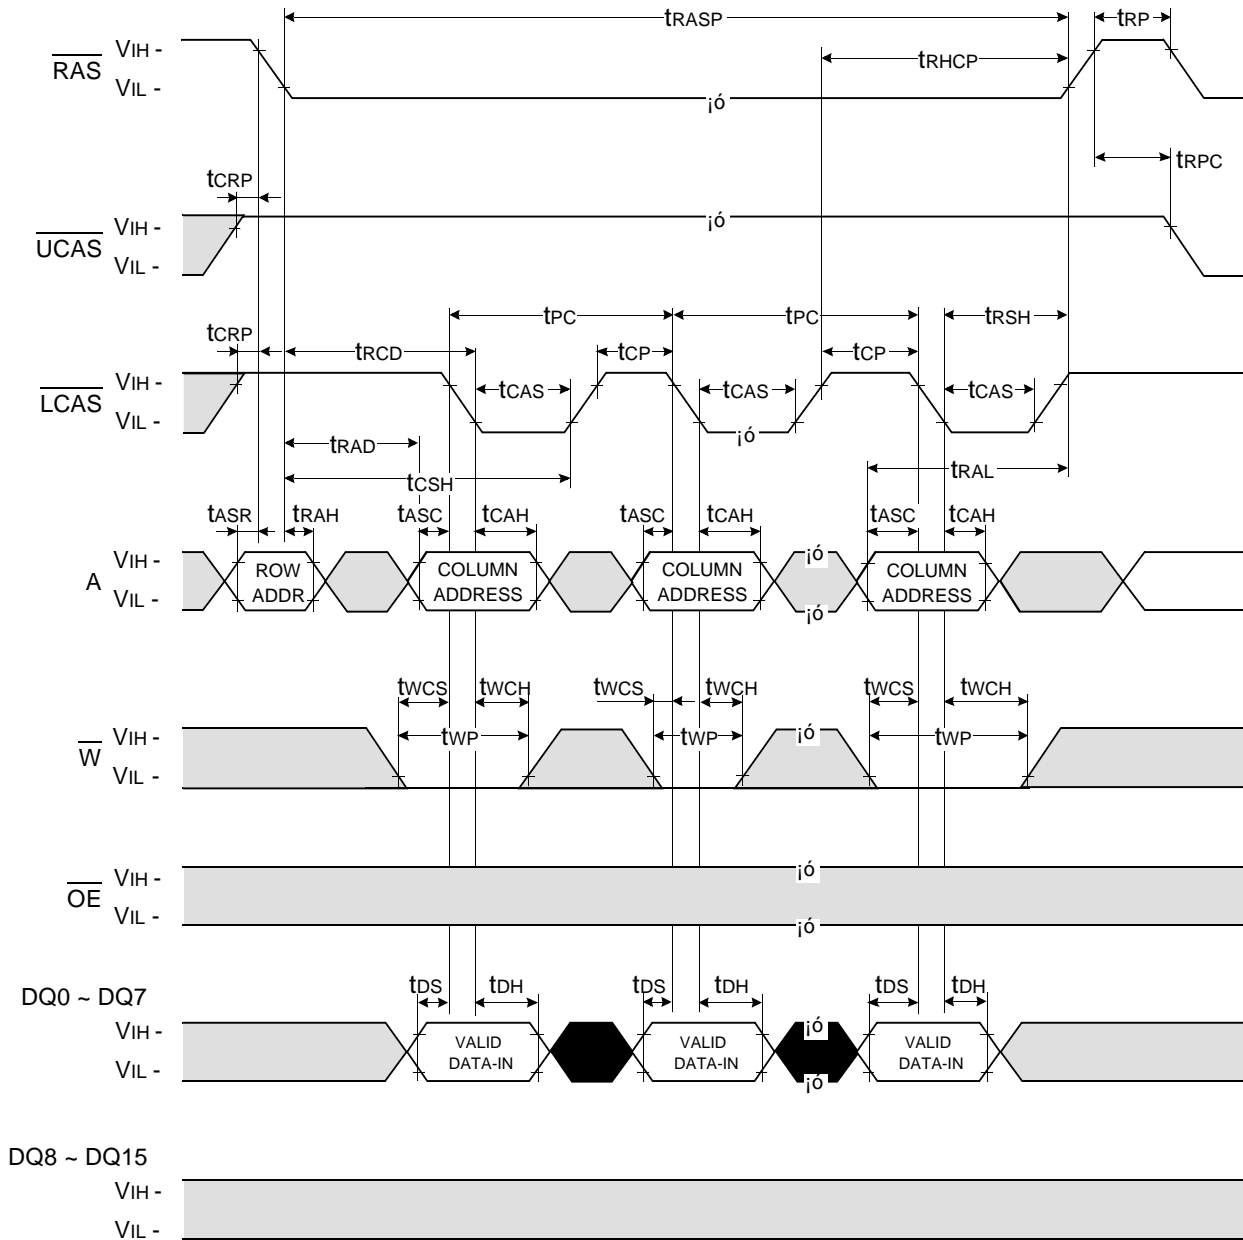 tRASP tRP
RAS VIH -
tRHCP
VIL -
¡ó
tRPC
tCRP
UCAS VIH -
¡ó
VIL -
tPC tPC tRSH
tCRP
tRCD tCP tCP
LCAS VIH -
tCAS tCAS tCAS
VIL -
¡ó
tRAD
tCSH tRAL
tASR tRAH tASC tCAH tASC tCAH tASC tCAH
A VIH -
VIL -
ROW
ADDR
COLUMN
ADDRESS
COLUMN
ADDRESS
¡ó
¡ó
COLUMN
ADDRESS
tWCS tWCH tWCS tWCH tWCS tWCH
W VIH -
tWP tWP ¡ó tWP
VIL -
OE VIH -
¡ó
VIL -
¡ó
tDS tDH tDS tDH tDS tDH
DQ0 ~ DQ7
VIH -
VIL -
VALID
DATA-IN
VALID
DATA-IN
¡ó
¡ó
VALID
DATA-IN
DQ8 ~ DQ15
VIH -
VIL -